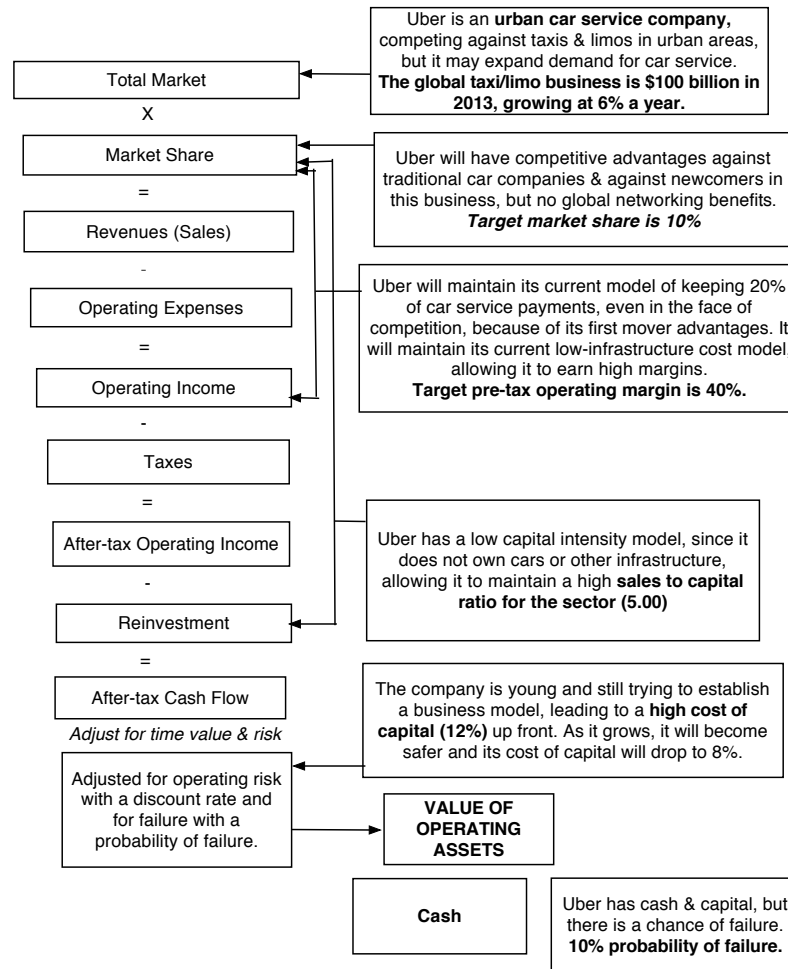 Uber is an urban car service company,
competing against taxis & limos in urban areas,
but it may expand demand for car service.
The global taxi/limo business is $100 billion in
2013, growing at 6% a year.
Total Market
X
Market Share
Uber will have competitive advantages against
traditional car companies & against newcomers in
this business, but no global networking benefits.
Target market share is 10%
=
Revenues (Sales)
-
Operating Expenses
Uber will maintain its current model of keeping 20%
of car service payments, even in the face of
competition, because of its first mover advantages. It
will maintain its current low-infrastructure cost model,
allowing it to earn high margins.
Target pre-tax operating margin is 40%.
=
Operating Income
-
Taxes
=
After-tax Operating Income
Uber has a low capital intensity model, since it
does not own cars or other infrastructure,
allowing it to maintain a high sales to capital
ratio for the sector (5.00)
-
Reinvestment
=
After-tax Cash Flow
Adjust for time value & risk
The company is young and still trying to establish
a business model, leading to a high cost of
capital (12%) up front. As it grows, it will become
safer and its cost of capital will drop to 8%.
Adjusted for operating risk
with a discount rate and
for failure with a
probability of failure.
VALUE OF
OPERATING
ASSETS
Cash
Uber has cash & capital, but
there is a chance of failure.
10% probability of failure.